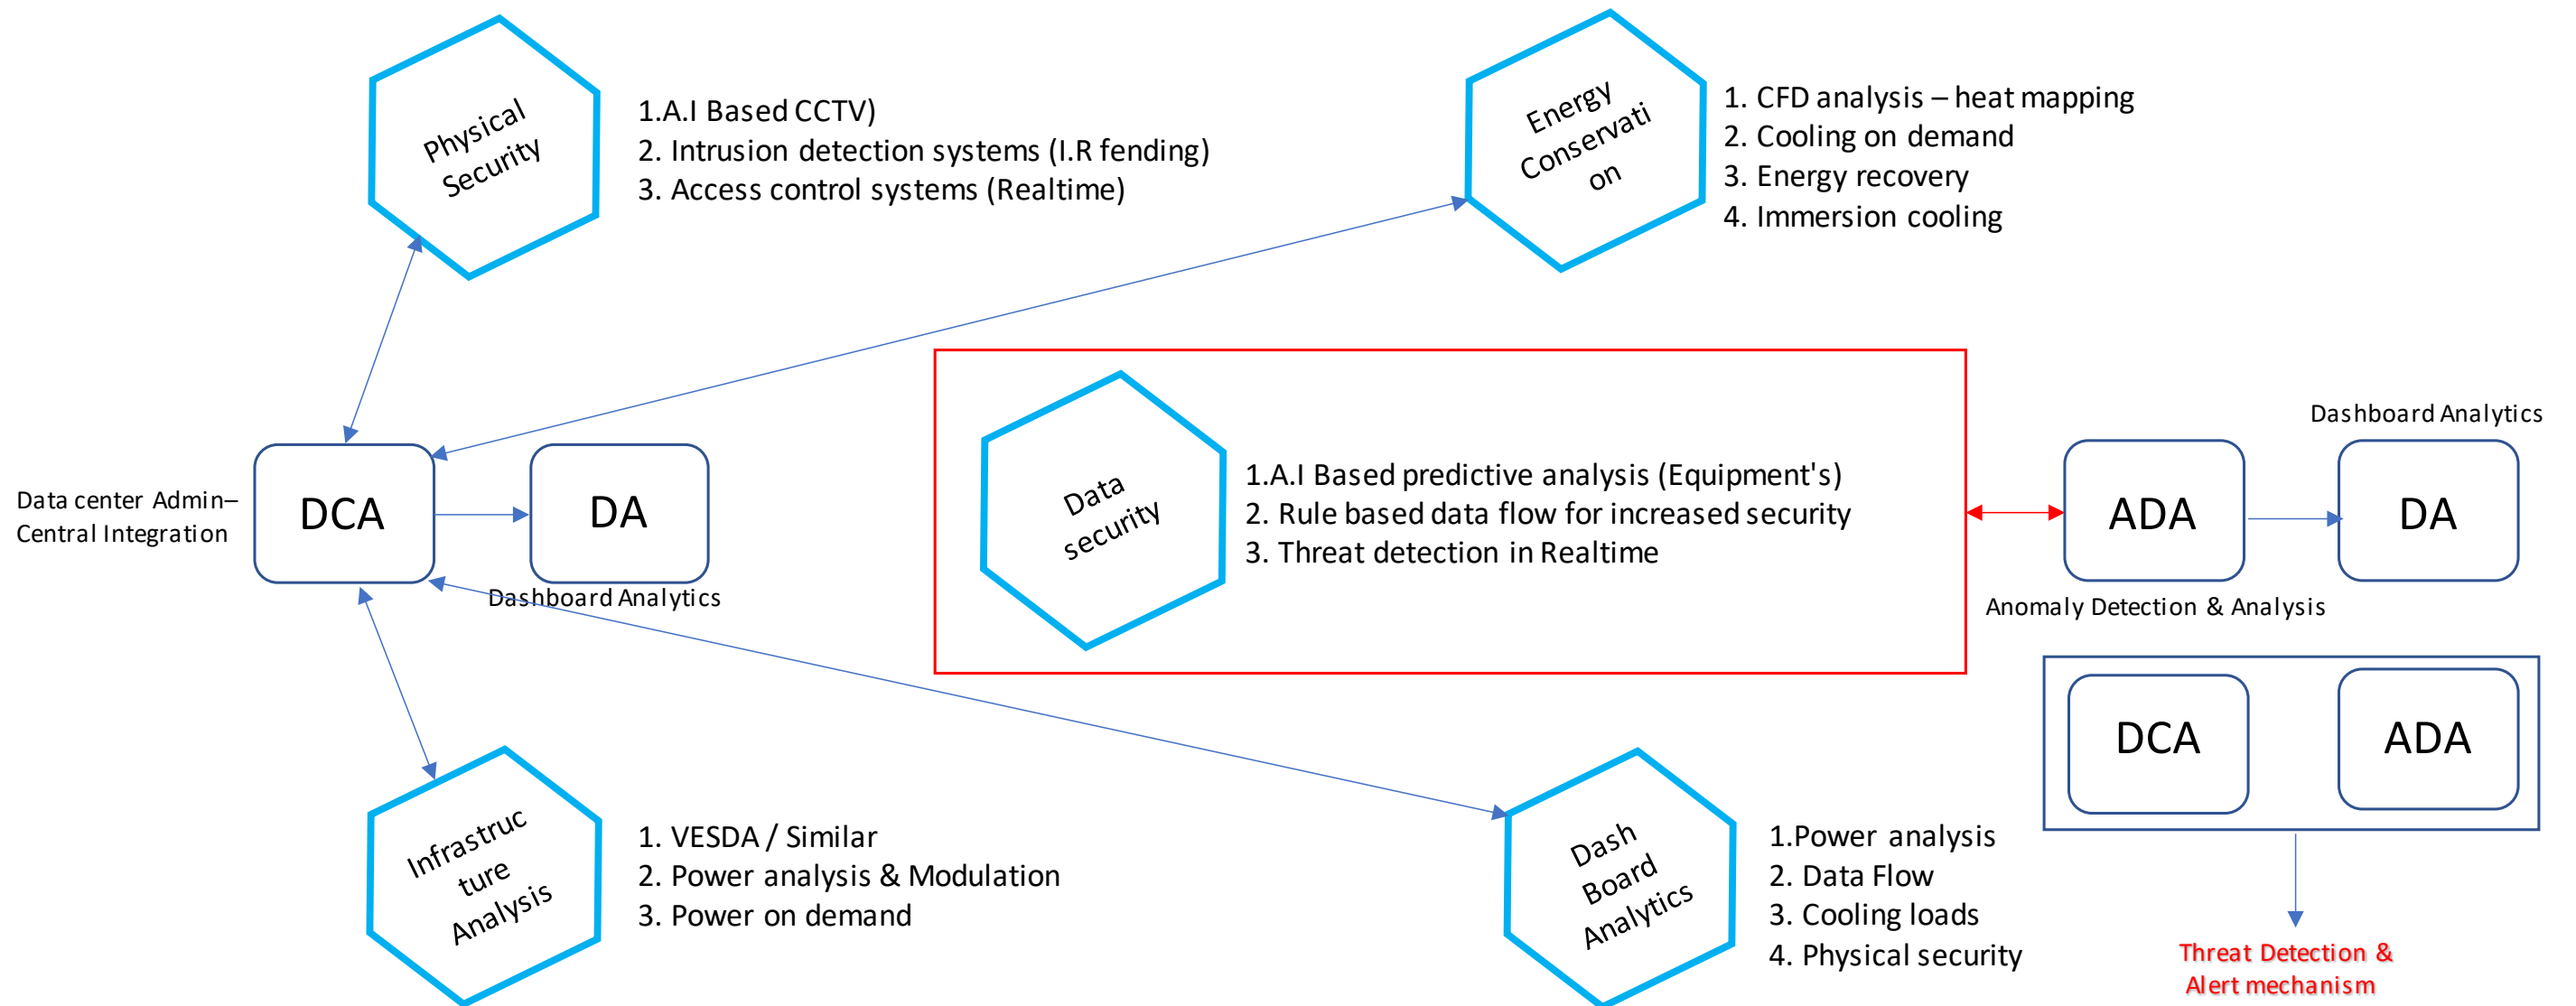 Physical
Security
1.A.I Based CCTV)
2. Intrusion detection systems (I.R fending)
3. Access control systems (Realtime)
Energy
Conservati
on
1. CFD analysis – heat mapping
2. Cooling on demand
3. Energy recovery
4. Immersion cooling
Data center Admin–
Central Integration
DCA
DA
Dashboard Analytics
Data
security
1.A.I Based predictive analysis (Equipment's)
2. Rule based data flow for increased security
3. Threat detection in Realtime
Dashboard Analytics
ADA
DA
Anomaly Detection & Analysis
DCA
ADA
Threat Detection &
Alert mechanism
Infrastruc
ture
Analysis
1. VESDA / Similar
2. Power analysis & Modulation
3. Power on demand
Dash
Board
Analytics
1.Power analysis
2. Data Flow
3. Cooling loads
4. Physical security